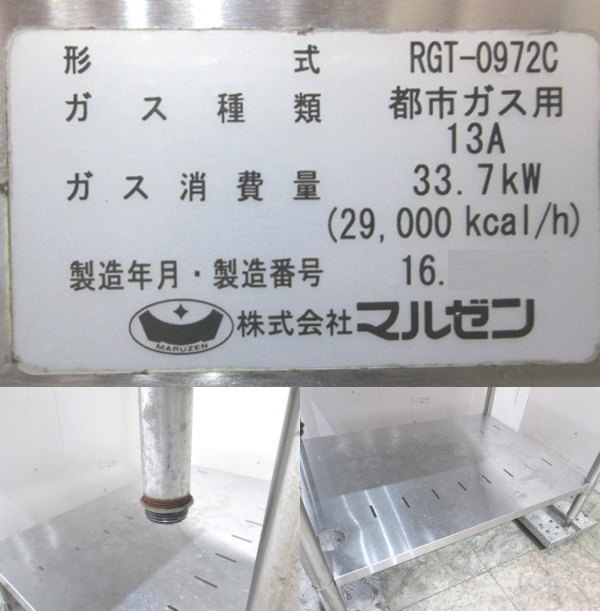 形式 RGT-0972C
ガス種類 都市ガス用
13A
ガス消費量 33.7kW
(29,000 kcal/h)
製造年月・製造番号 16.
MARUZEN 株式会社マルゼン